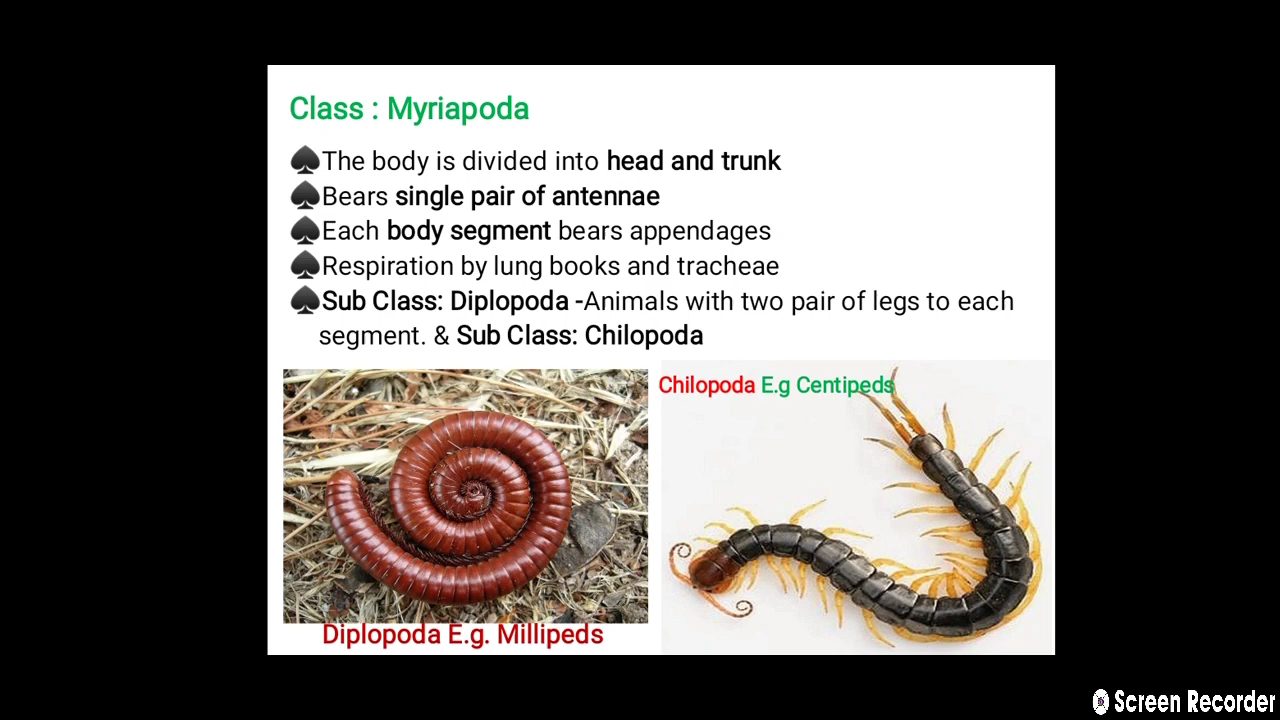 Class : Myriapoda
♠The body is divided into head and trunk
♠Bears single pair of antennae
♠Each body segment bears appendages
♠Respiration by lung books and tracheae
♠Sub Class: Diplopoda -Animals with two pair of legs to each
segment. & Sub Class: Chilopoda
Chilopoda E.g Centipeds
Diplopoda E.g. Millipeds
Screen Recorder